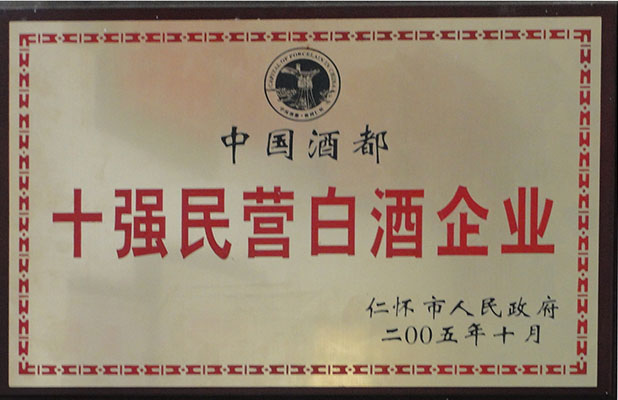 中国酒都
十强民营白酒企业
仁怀市人民政府
二00五年十月